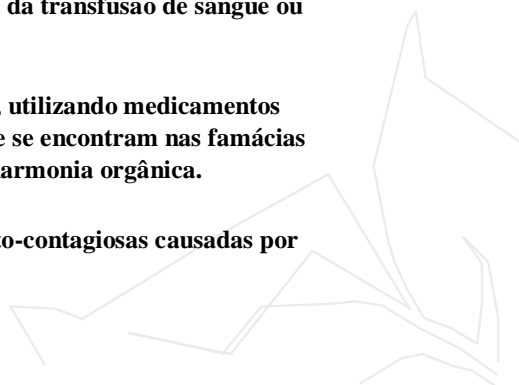 da transfusão de sangue ou
utilizando medicamentos
e se encontram nas famácias
armonia orgânica.
to-contagiosas causadas por